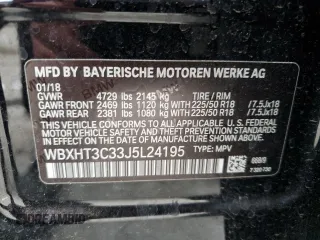 MFD. BY BAYERISCHE MOTOREN WERKE AG
01/18
GVWR 4729 lbs 2145 kg TIRE / RIM
GAWR FRONT 2469 lbs 1120 kg WITH 225/50 R18 /7.5Jx18
GAWR REAR 2381 lbs 1080 kg WITH 225/50 R18 /7.5Jx18
THIS VEHICLE CONFORMS TO ALL APPLICABLE
FEDERAL MOTOR VEHICLE SAFETY, BUMPER,
AND THEFT PREVENTION STANDARDS IN
EFFECT ON THE DATE OF MANUFACTURE
SHOWN ABOVE.
WBXHT3C33J5L24195 TYPE: MPV